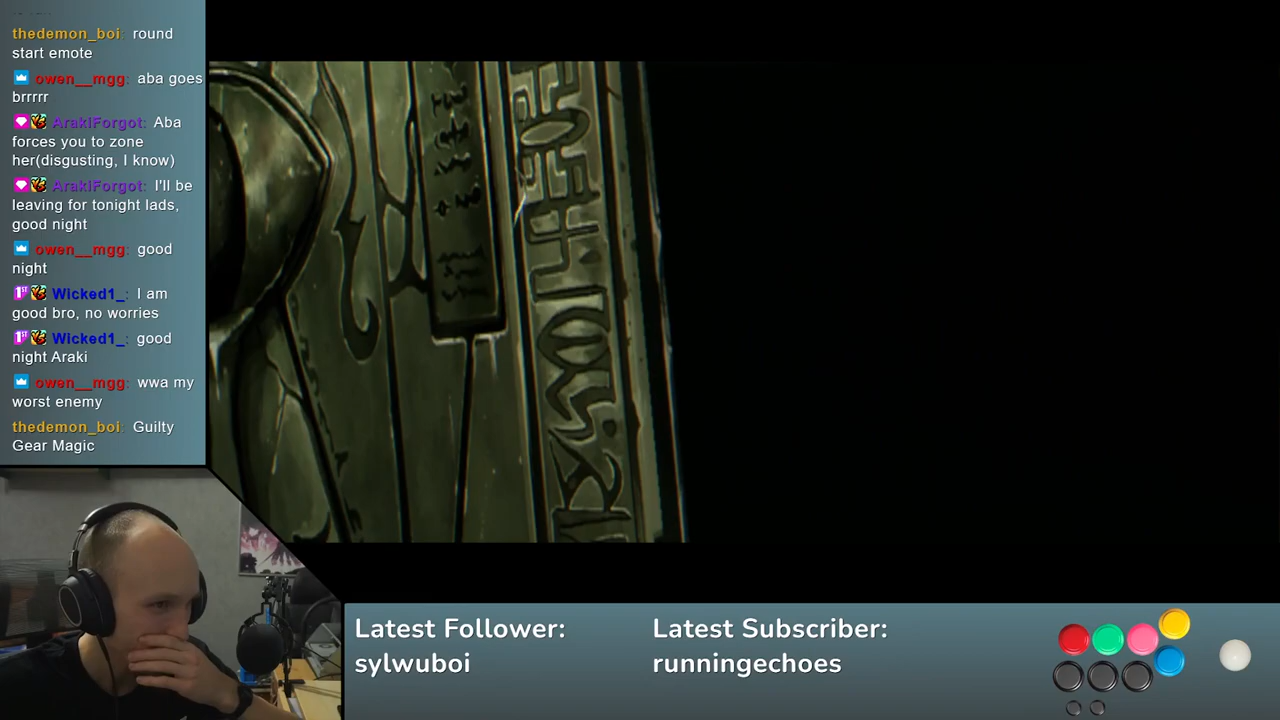 thedemon_boi: round
start emote
owen__mgg: aba goes
brrrrr
ArakIForgot: Aba
forces you to zone
her(disgusting, I know)
ArakIForgot: I'll be
leaving for tonight lads,
good night
owen__mgg: good
night
Wicked1_: I am
good bro, no worries
Wicked1_: good
night Araki
owen__mgg: wwa my
worst enemy
thedemon_boi: Guilty
Gear Magic
Latest Follower:
sylwuboi
Latest Subscriber:
runningechoes